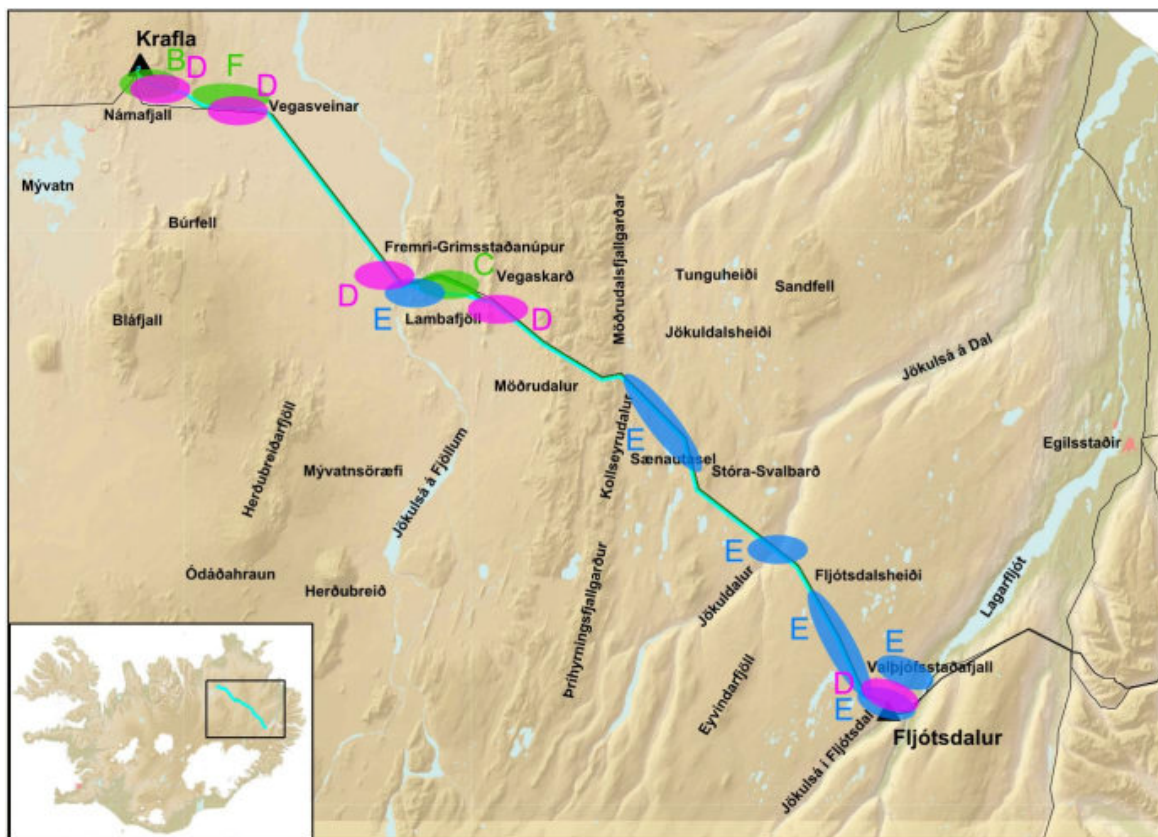 Krafla
B
D
F
D
Vegasveinar
Námafjall
Mývatn
Búrfell
Fremri-Grímsstaðanúpur
Möðrudalsfjallgarðar
C
Vegaskarð
Tunguheiði
Sandfell
D
E
Lambafjöll
D
Bláfjall
Jökuldalsheiði
Jökulsá á Dal
Möðrudalur
Herðubreiðarfjöll
Kollseyrudalur
E
Egilsstaðir
Sænautasel
Stóra-Svalbarð
Mývatnsöræfi
Jökulsá á Fjöllum
E
Ódáðahraun
Herðubreið
Jökuldalur
Fljótsdalsheiði
Lagarfljót
Þríhyrningsfjallgarður
E
E
Valþjófsstaðafjall
Eyvindarfjöll
D
E
Jökulsá í Fljótsdal
Fljótsdalur